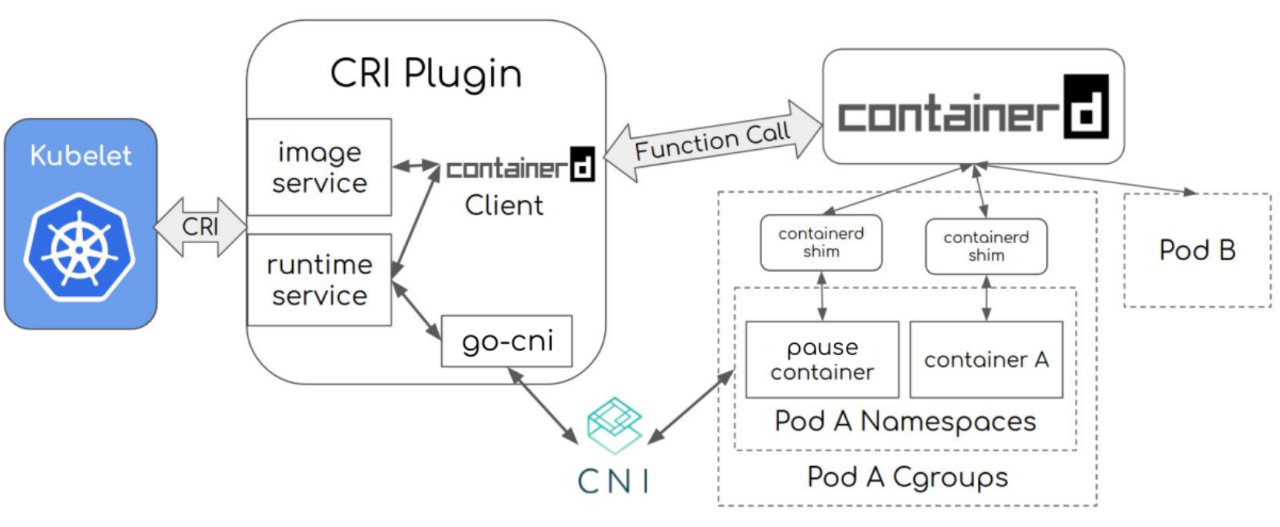 CRI Plugin
Kubelet
CRI
image
service
runtime
service
containerd
Client
go-cni
Function Call
containerd
CNI
containerd
shim
containerd
shim
pause
container
container A
Pod A Namespaces
Pod A Cgroups
Pod B